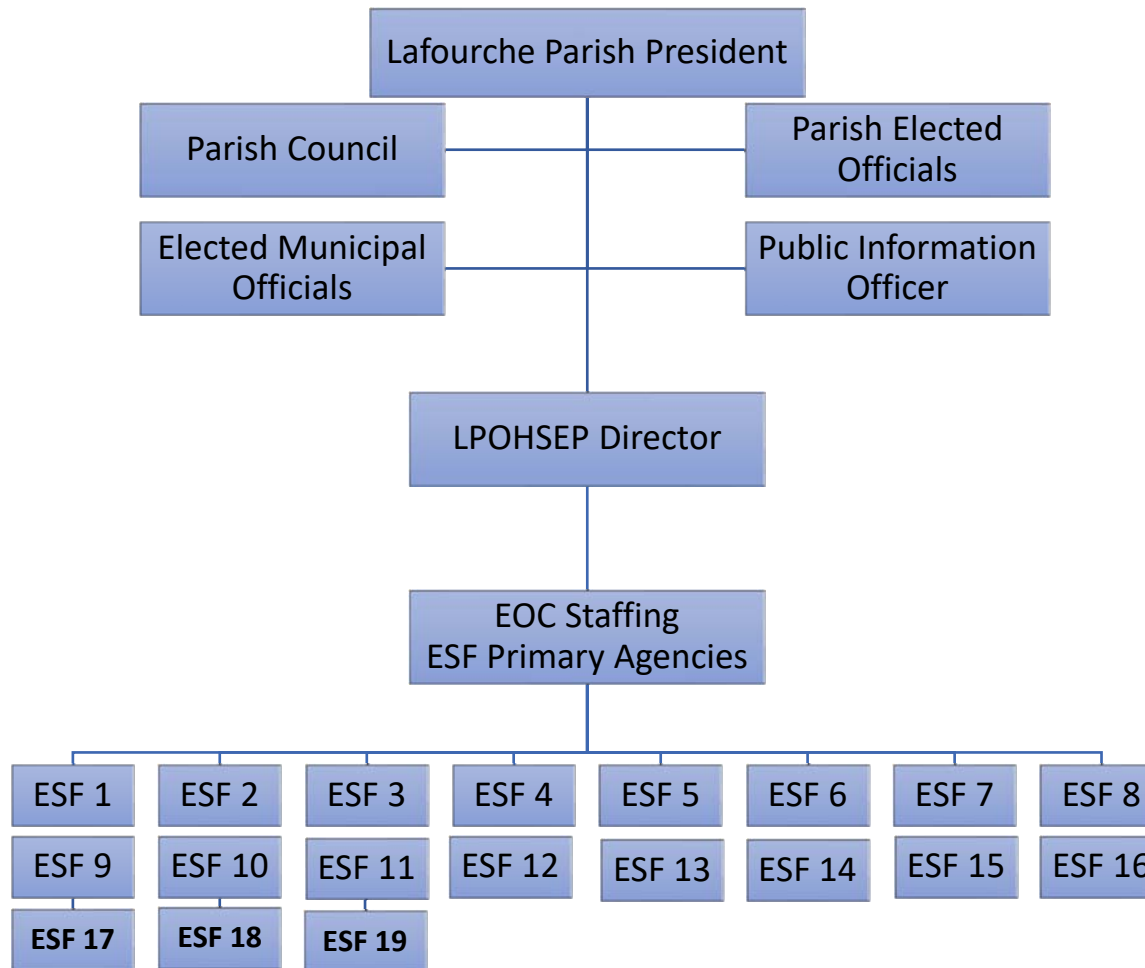 Lafourche Parish President
Parish Council
Parish Elected
Officials
Elected Municipal
Officials
Public Information
Officer
LPOHSEP Director
EOC Staffing
ESF Primary Agencies
ESF 1
ESF 2
ESF 3
ESF 4
ESF 5
ESF 6
ESF 7
ESF 8
ESF 9
ESF 10
ESF 11
ESF 12
ESF 13
ESF 14
ESF 15
ESF 16
ESF 17
ESF 18
ESF 19